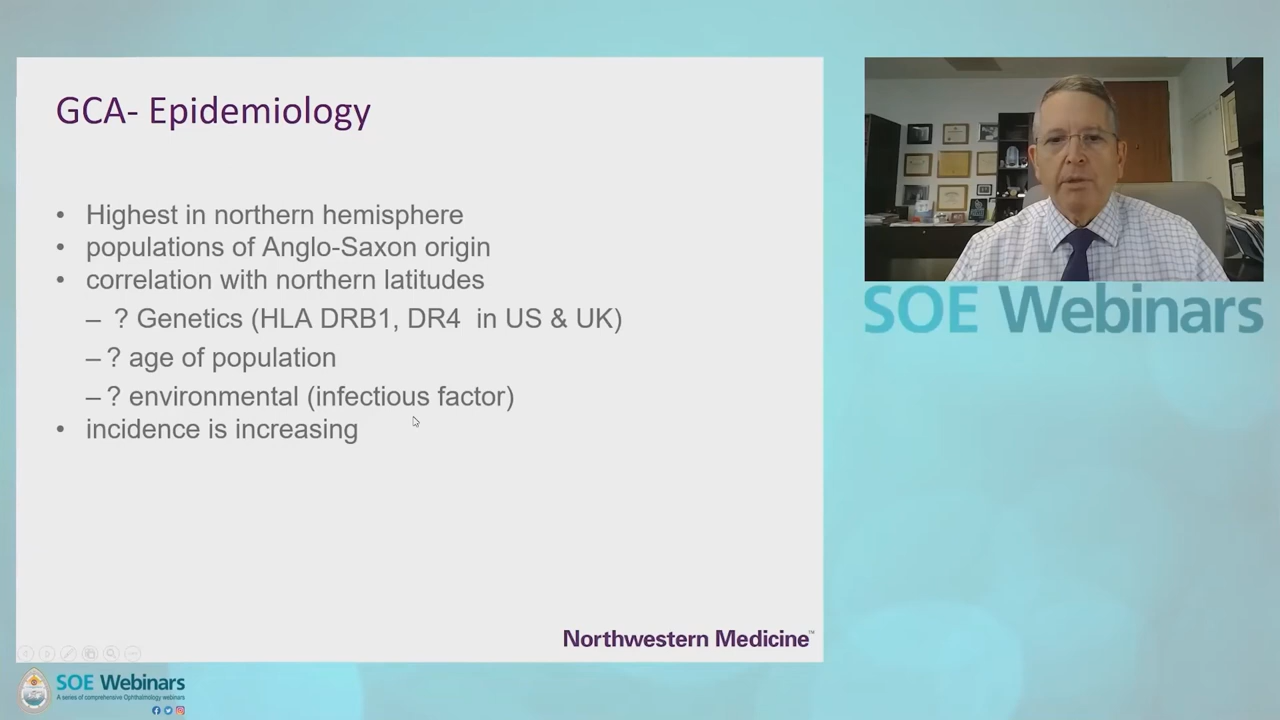 GCA- Epidemiology
• Highest in northern hemisphere
• populations of Anglo-Saxon origin
• correlation with northern latitudes
– ? Genetics (HLA DRB1, DR4 in US & UK)
– ? age of population
– ? environmental (infectious factor)
• incidence is increasing
Northwestern Medicine™
SOE Webinars
SOE Webinars
A series of comprehensive Ophthalmology webinars